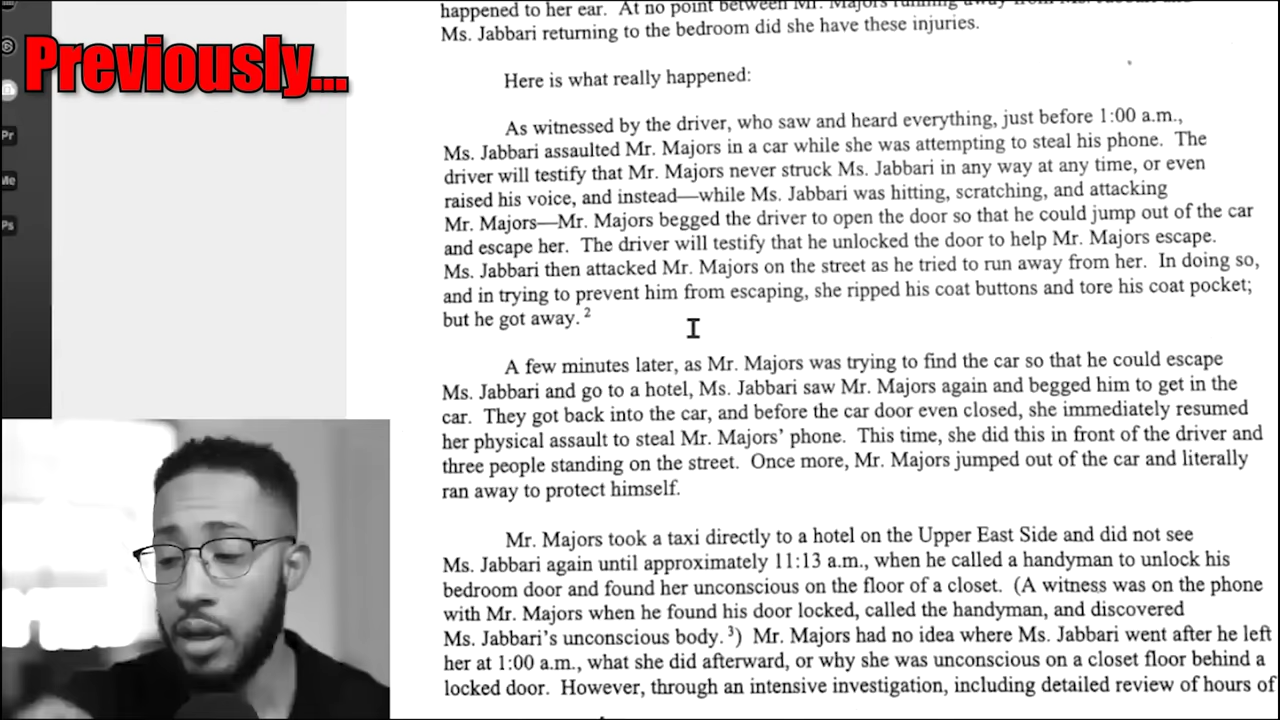 happened to her ear. At no point between Mr. Majors running away from Ms. Jabbari and
Ms. Jabbari returning to the bedroom did she have these injuries.
Previously...
Here is what really happened:
As witnessed by the driver, who saw and heard everything, just before 1:00 a.m.,
Ms. Jabbari assaulted Mr. Majors in a car while she was attempting to steal his phone. The
driver will testify that Mr. Majors never struck Ms. Jabbari in any way at any time, or even
raised his voice, and instead—while Ms. Jabbari was hitting, scratching, and attacking
Mr. Majors—Mr. Majors begged the driver to open the door so that he could jump out of the car
and escape her. The driver will testify that he unlocked the door to help Mr. Majors escape.
Ms. Jabbari then attacked Mr. Majors on the street as he tried to run away from her. In doing so,
and in trying to prevent him from escaping, she ripped his coat buttons and tore his coat pocket;
but he got away. 2
A few minutes later, as Mr. Majors was trying to find the car so that he could escape
Ms. Jabbari and go to a hotel, Ms. Jabbari saw Mr. Majors again and begged him to get in the
car. They got back into the car, and before the car door even closed, she immediately resumed
her physical assault to steal Mr. Majors' phone. This time, she did this in front of the driver and
three people standing on the street. Once more, Mr. Majors jumped out of the car and literally
ran away to protect himself.
Mr. Majors took a taxi directly to a hotel on the Upper East Side and did not see
Ms. Jabbari again until approximately 11:13 a.m., when he called a handyman to unlock his
bedroom door and found her unconscious on the floor of a closet. (A witness was on the phone
with Mr. Majors when he found his door locked, called the handyman, and discovered
Ms. Jabbari's unconscious body. 3) Mr. Majors had no idea where Ms. Jabbari went after he left
her at 1:00 a.m., what she did afterward, or why she was unconscious on a closet floor behind a
locked door. However, through an intensive investigation, including detailed review of hours of
Pr
Me
Ps